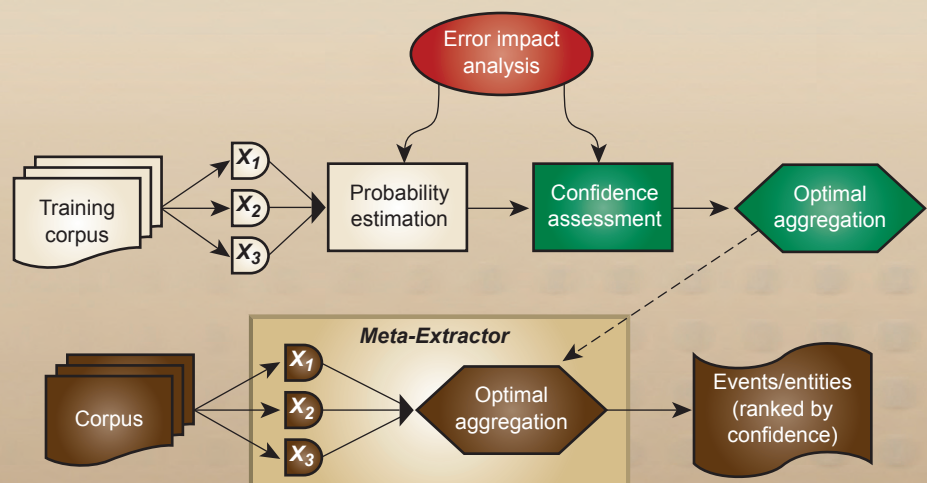 Error impact
analysis
Training
corpus
X1
X2
X3
Probability
estimation
Confidence
assessment
Optimal
aggregation
Meta-Extractor
Corpus
X1
X2
X3
Optimal
aggregation
Events/entities
(ranked by
confidence)